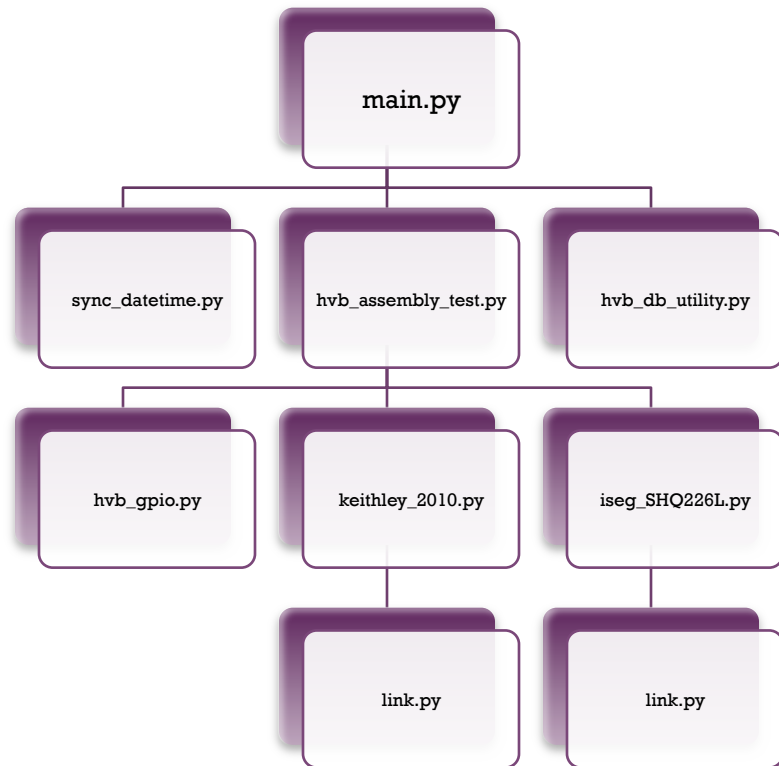 main.py
sync_datetime.py
hvb_assembly_test.py
hvb_db_utility.py
hvb_gpio.py
keithley_2010.py
iseg_SHQ226L.py
link.py
link.py